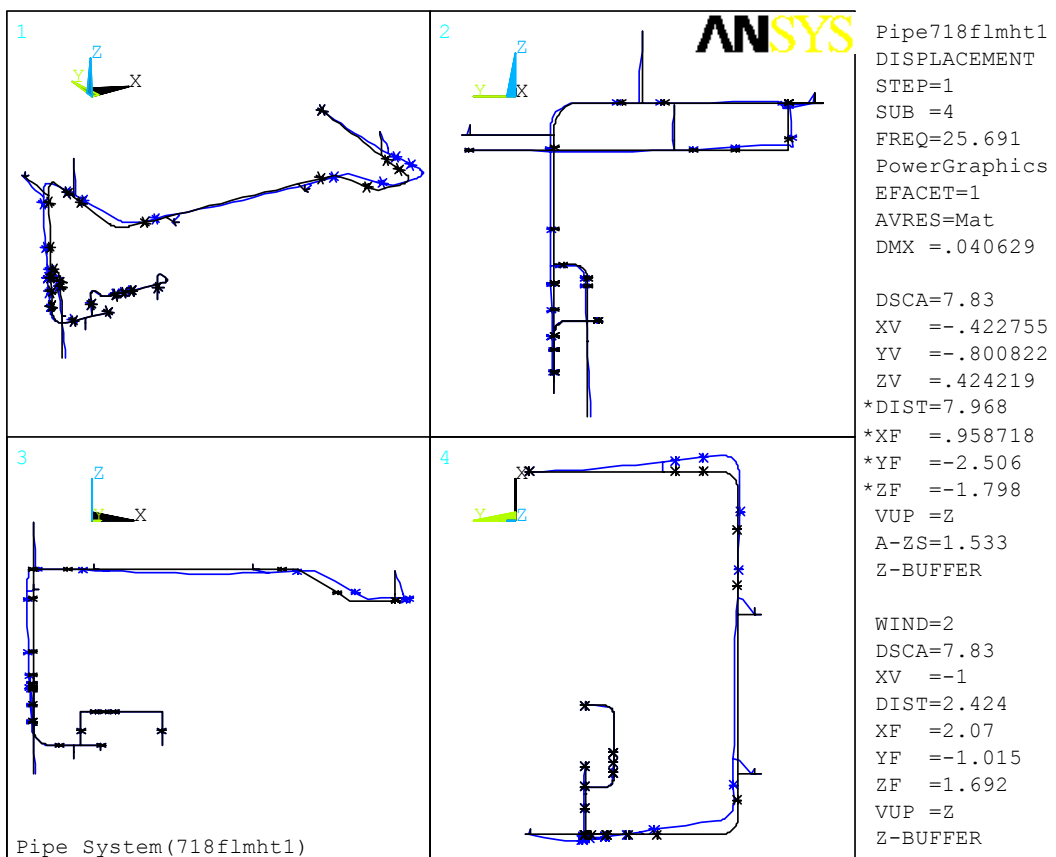 1
Z
Y
X
2
Z
Y
X
ANSYS
3
Z
Y
X
Pipe System(718flmht1)
4
X
Y
Z
Pipe718flmht1
DISPLACEMENT
STEP=1
SUB =4
FREQ=25.691
PowerGraphics
EFACET=1
AVRES=Mat
DMX =.040629
DSCA=7.83
XV =-.422755
YV =-.800822
ZV =.424219
*DIST=7.968
*XF =.958718
*YF =-2.506
*ZF =-1.798
VUP =Z
A-ZS=1.533
Z-BUFFER
WIND=2
DSCA=7.83
XV =-1
DIST=2.424
XF =2.07
YF =-1.015
ZF =1.692
VUP =Z
Z-BUFFER